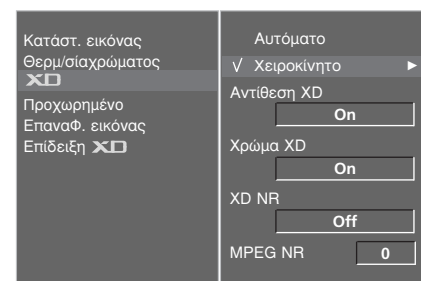 Κατάστ. εικόνας
Θερμ/σίαχρώματος
XD
Προχωρημένο
ΕπαναΦ. εικόνας
Επίδειξη XD
Αυτόματο
√ Χειροκίνητο ►
Αντίθεση XD
On
Χρώμα XD
On
XD NR
Off
MPEG NR 0